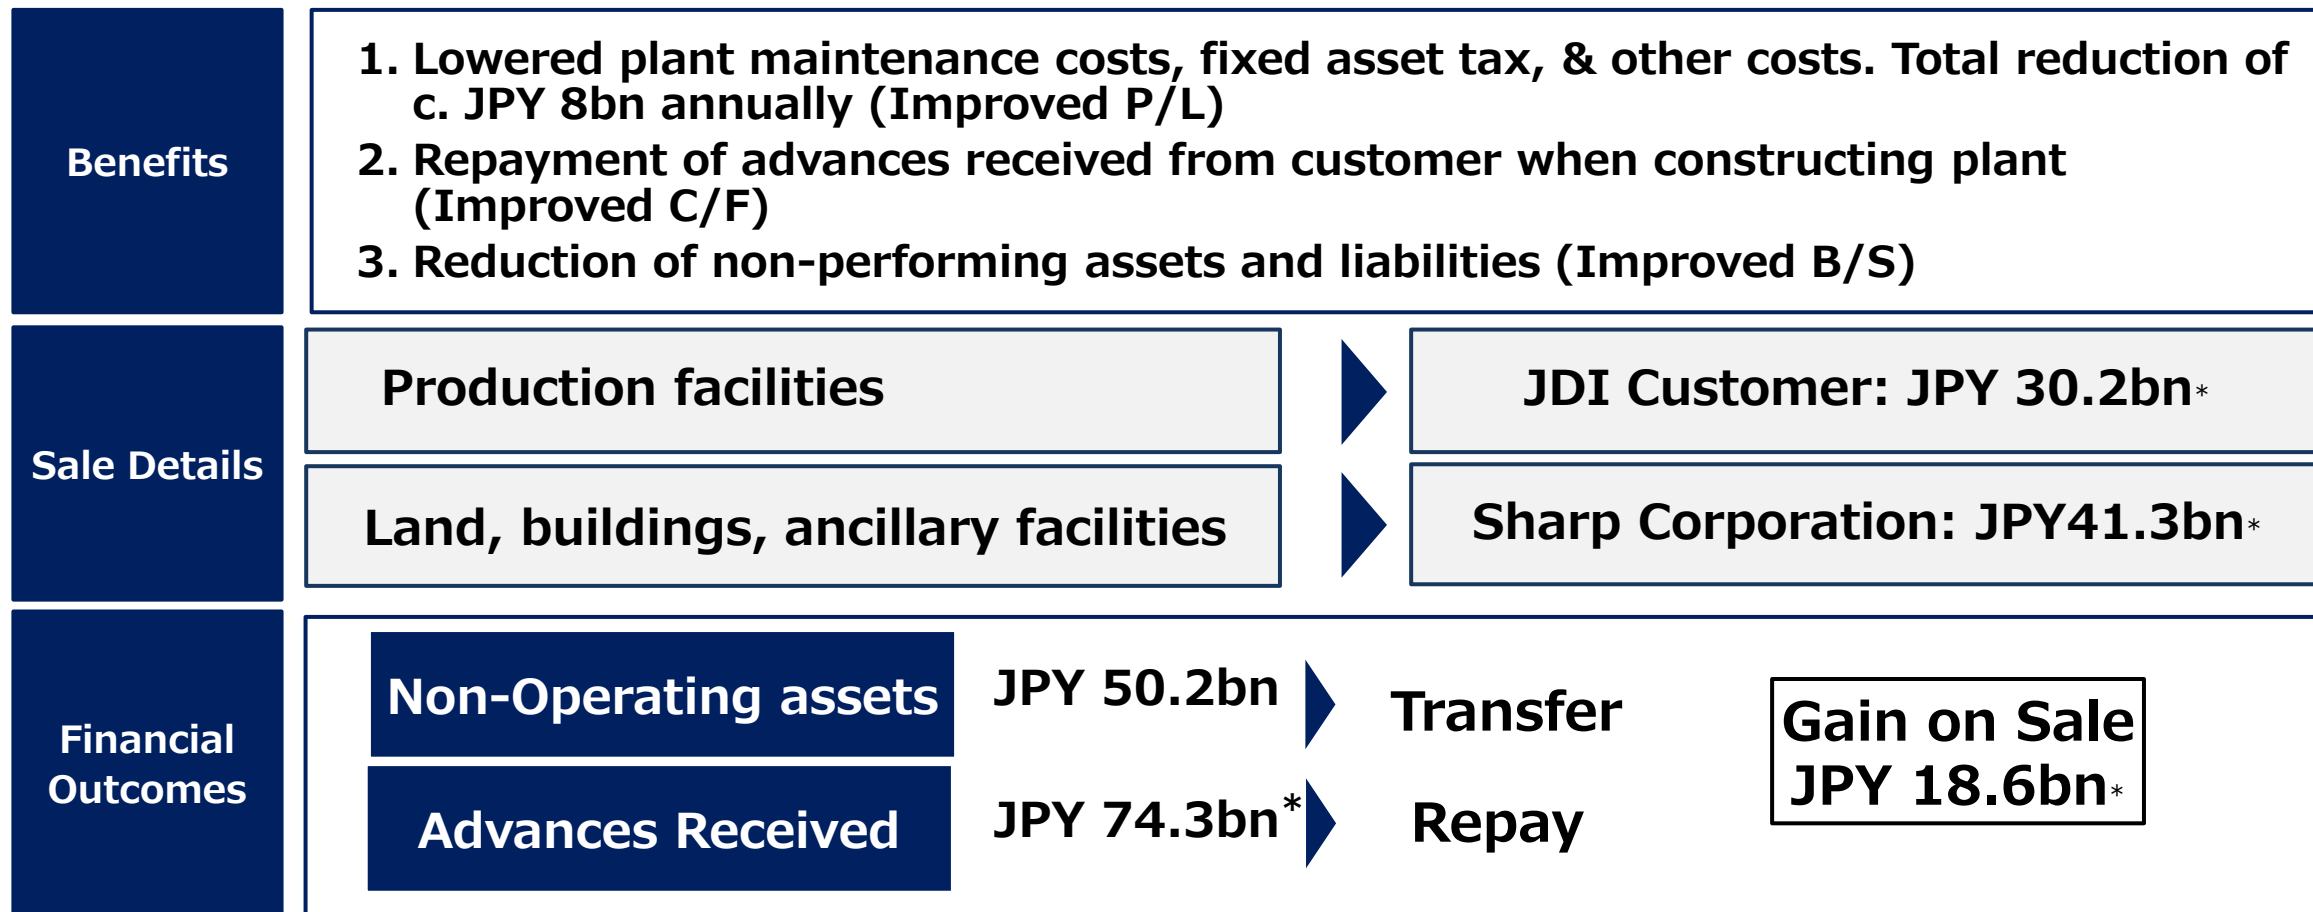 Benefits
1. Lowered plant maintenance costs, fixed asset tax, & other costs. Total reduction of
c. JPY 8bn annually (Improved P/L)
2. Repayment of advances received from customer when constructing plant
(Improved C/F)
3. Reduction of non-performing assets and liabilities (Improved B/S)
Sale Details
Production facilities
JDI Customer: JPY 30.2bn*
Land, buildings, ancillary facilities
Sharp Corporation: JPY41.3bn*
Financial
Outcomes
Non-Operating assets
JPY 50.2bn
Transfer
Advances Received
JPY 74.3bn*
Repay
Gain on Sale
JPY 18.6bn*